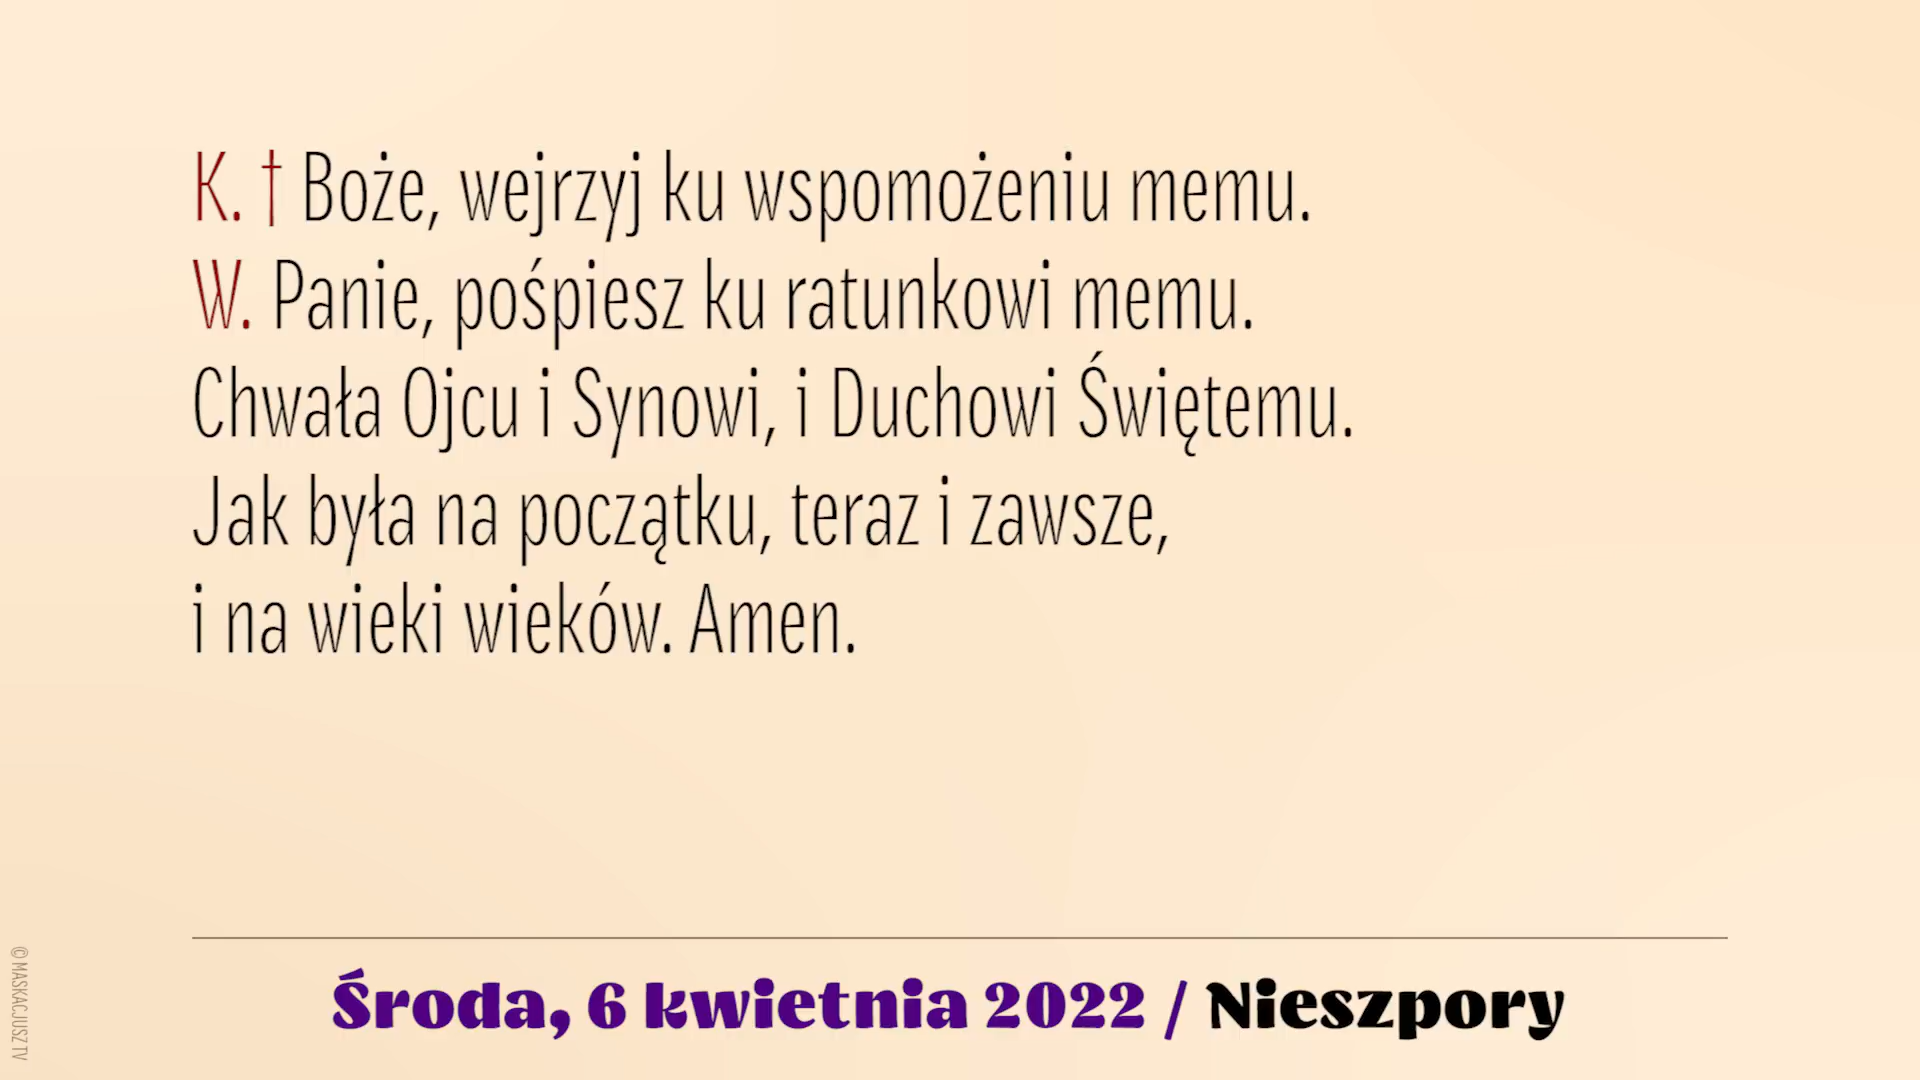 K. † Boże, wejrzyj ku wspomożeniu memu.
W. Panie, pośpiesz ku ratunkowi memu.
Chwała Ojcu i Synowi, i Duchowi Świętemu.
Jak była na początku, teraz i zawsze,
i na wieki wieków. Amen.
Środa, 6 kwietnia 2022 / Nieszpory
© MASKACJUSZ TV